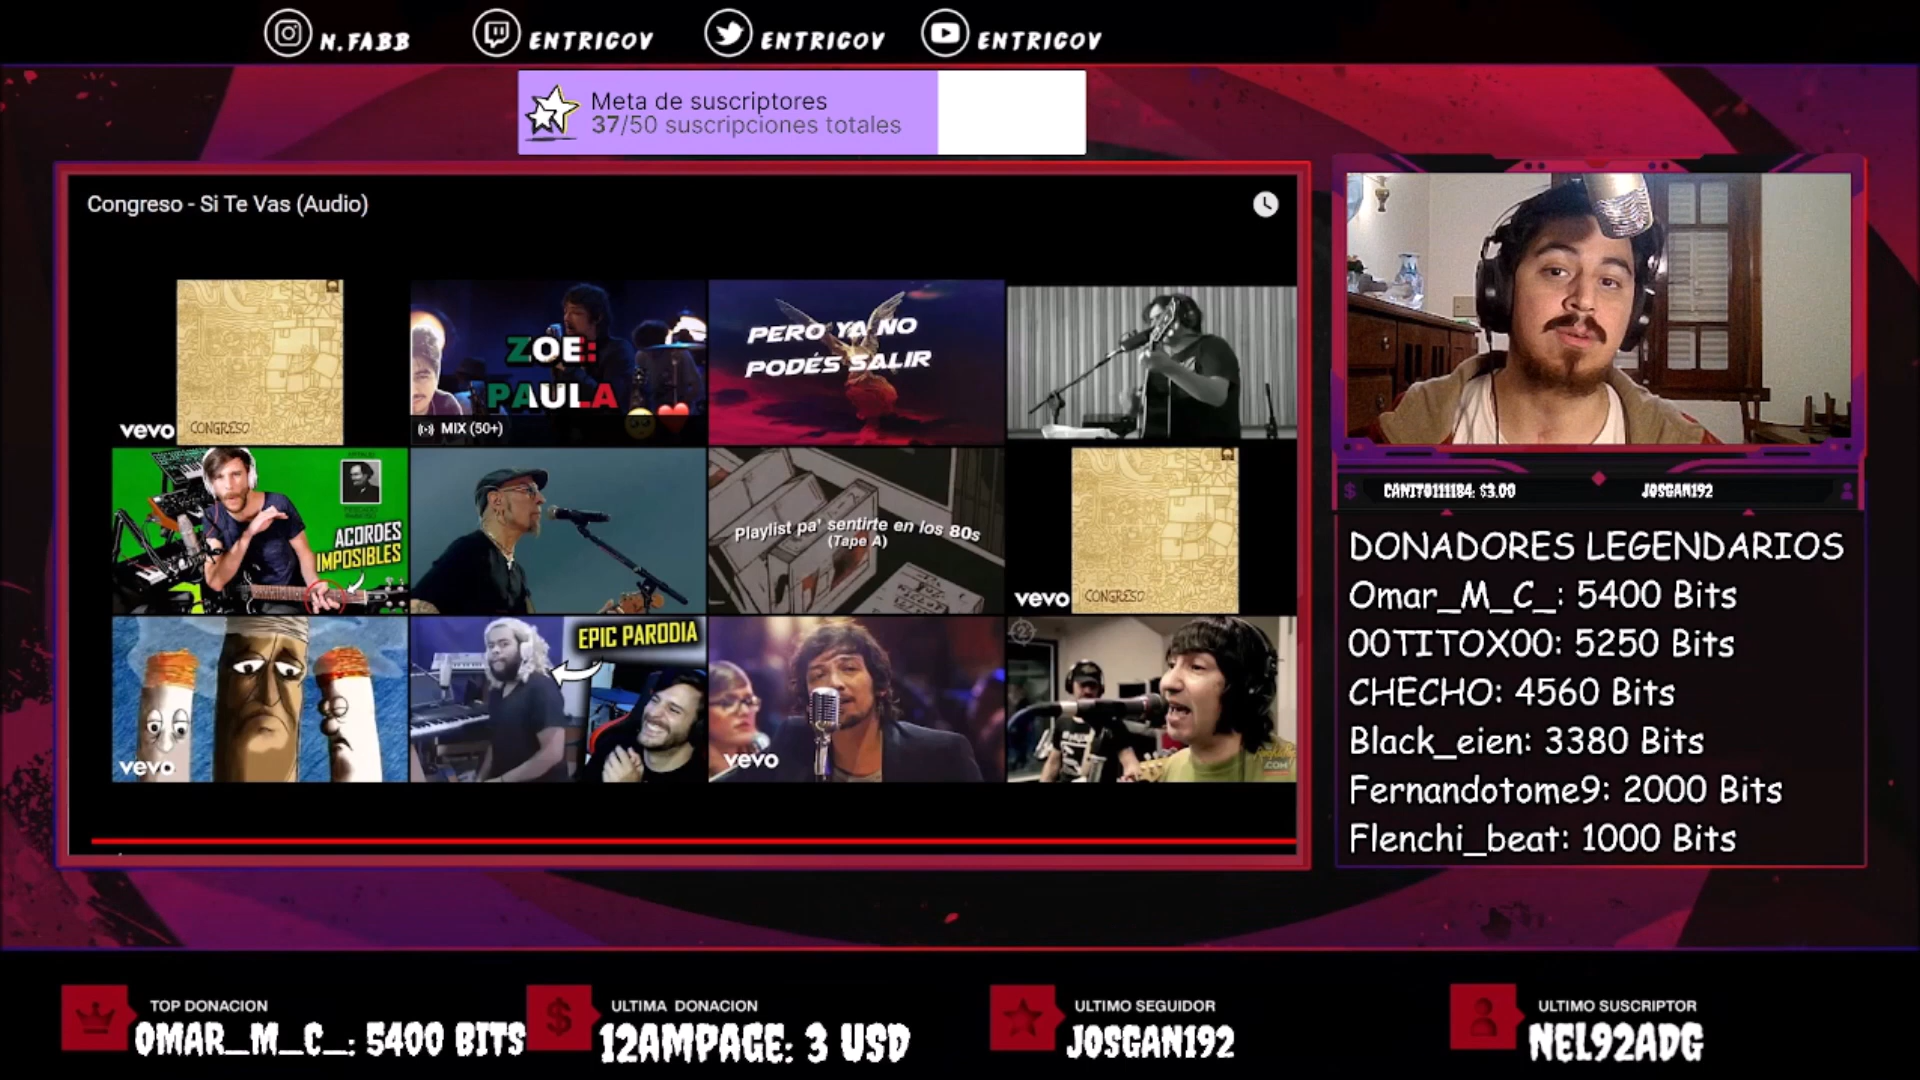 N.FABB
ENTRIGOV
ENTRIGOV
ENTRIGOV
Meta de suscriptores
37/50 suscripciones totales
Congreso - Si Te Vas (Audio)
vevo
CONGRESO
ZOE:
PAULA
MIX (50+)
PERO YA NO
PODÉS SALIR
ACORDES
IMPOSIBLES
Playlist pa' sentirte en los 80s
(Tape A)
vevo
CONGRESO
vevo
EPIC PARODIA
vevo
.COM
CANITO111184: $3.00
JOSGAN192
DONADORES LEGENDARIOS
Omar_M_C_: 5400 Bits
00TITOX00: 5250 Bits
CHECHO: 4560 Bits
Black_eien: 3380 Bits
Fernandotome9: 2000 Bits
Flenchi_beat: 1000 Bits
TOP DONACION
OMAR_M_C_: 5400 BITS
ULTIMA DONACION
12AMPAGE: 3 USD
ULTIMO SEGUIDOR
JOSGAN192
ULTIMO SUSCRIPTOR
NEL92ADG